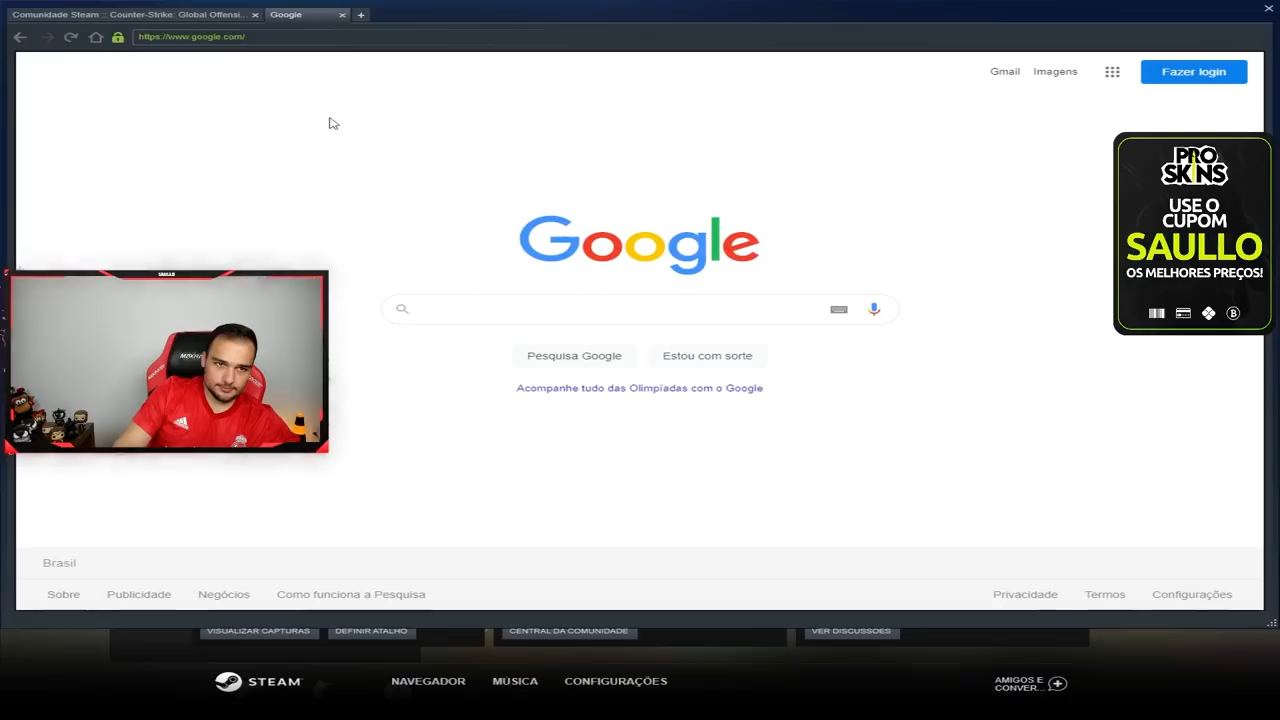 Comunidade Steam :: Counter-Strike: Global Offensi...
Google
https://www.google.com/
Gmail
Imagens
Fazer login
PRO
SKINS
USE O
CUPOM
SAULLO
OS MELHORES PREÇOS!
Google
SAULLO
Pesquisa Google
Estou com sorte
Acompanhe tudo das Olimpíadas com o Google
Brasil
Sobre
Publicidade
Negócios
Como funciona a Pesquisa
Privacidade
Termos
Configurações
VISUALIZAR CAPTURAS
DEFINIR ATALHO
CENTRAL DA COMUNIDADE
VER DISCUSSÕES
STEAM
NAVEGADOR
MÚSICA
CONFIGURAÇÕES
AMIGOS E
CONVER...